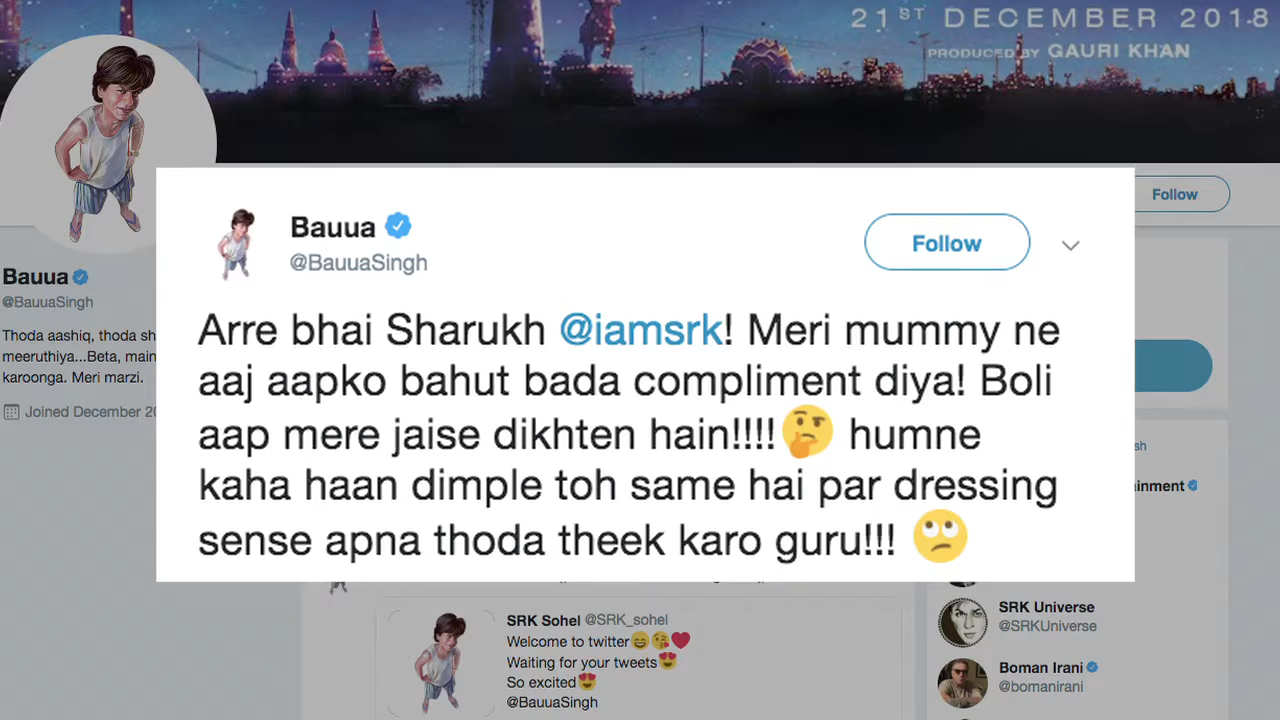 21ST DECEMBER 2018
PRODUCED BY GAURI KHAN
Follow
Bauua
@BauuaSingh
Follow
Arre bhai Sharukh @iamsrk! Meri mummy ne
aaj aapko bahut bada compliment diya! Boli
aap mere jaise dikhten hain!!!!🤔 humne
kaha haan dimple toh same hai par dressing
sense apna thoda theek karo guru!!! 🙄
Bauua
@BauuaSingh
Thoda aashiq, thoda sh
meeruthiya...Beta, main
karoonga. Meri marzi.
Joined December 20
SRK Sohel @SRK_sohel
Welcome to twitter😄😘❤️
Waiting for your tweets😍
So excited😍
@BauuaSingh
sh
inment
SRK Universe
@SRKUniverse
Boman Irani
@bomanirani